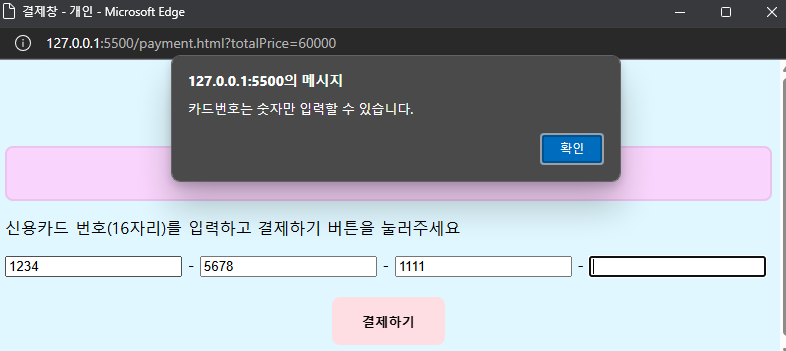 결제창 - 개인 - Microsoft Edge
127.0.0.1:5500/payment.html?totalPrice=60000
127.0.0.1:5500의 메시지
카드번호는 숫자만 입력할 수 있습니다.
확인
신용카드 번호(16자리)를 입력하고 결제하기 버튼을 눌러주세요
1234 - 5678 - 1111 -
결제하기